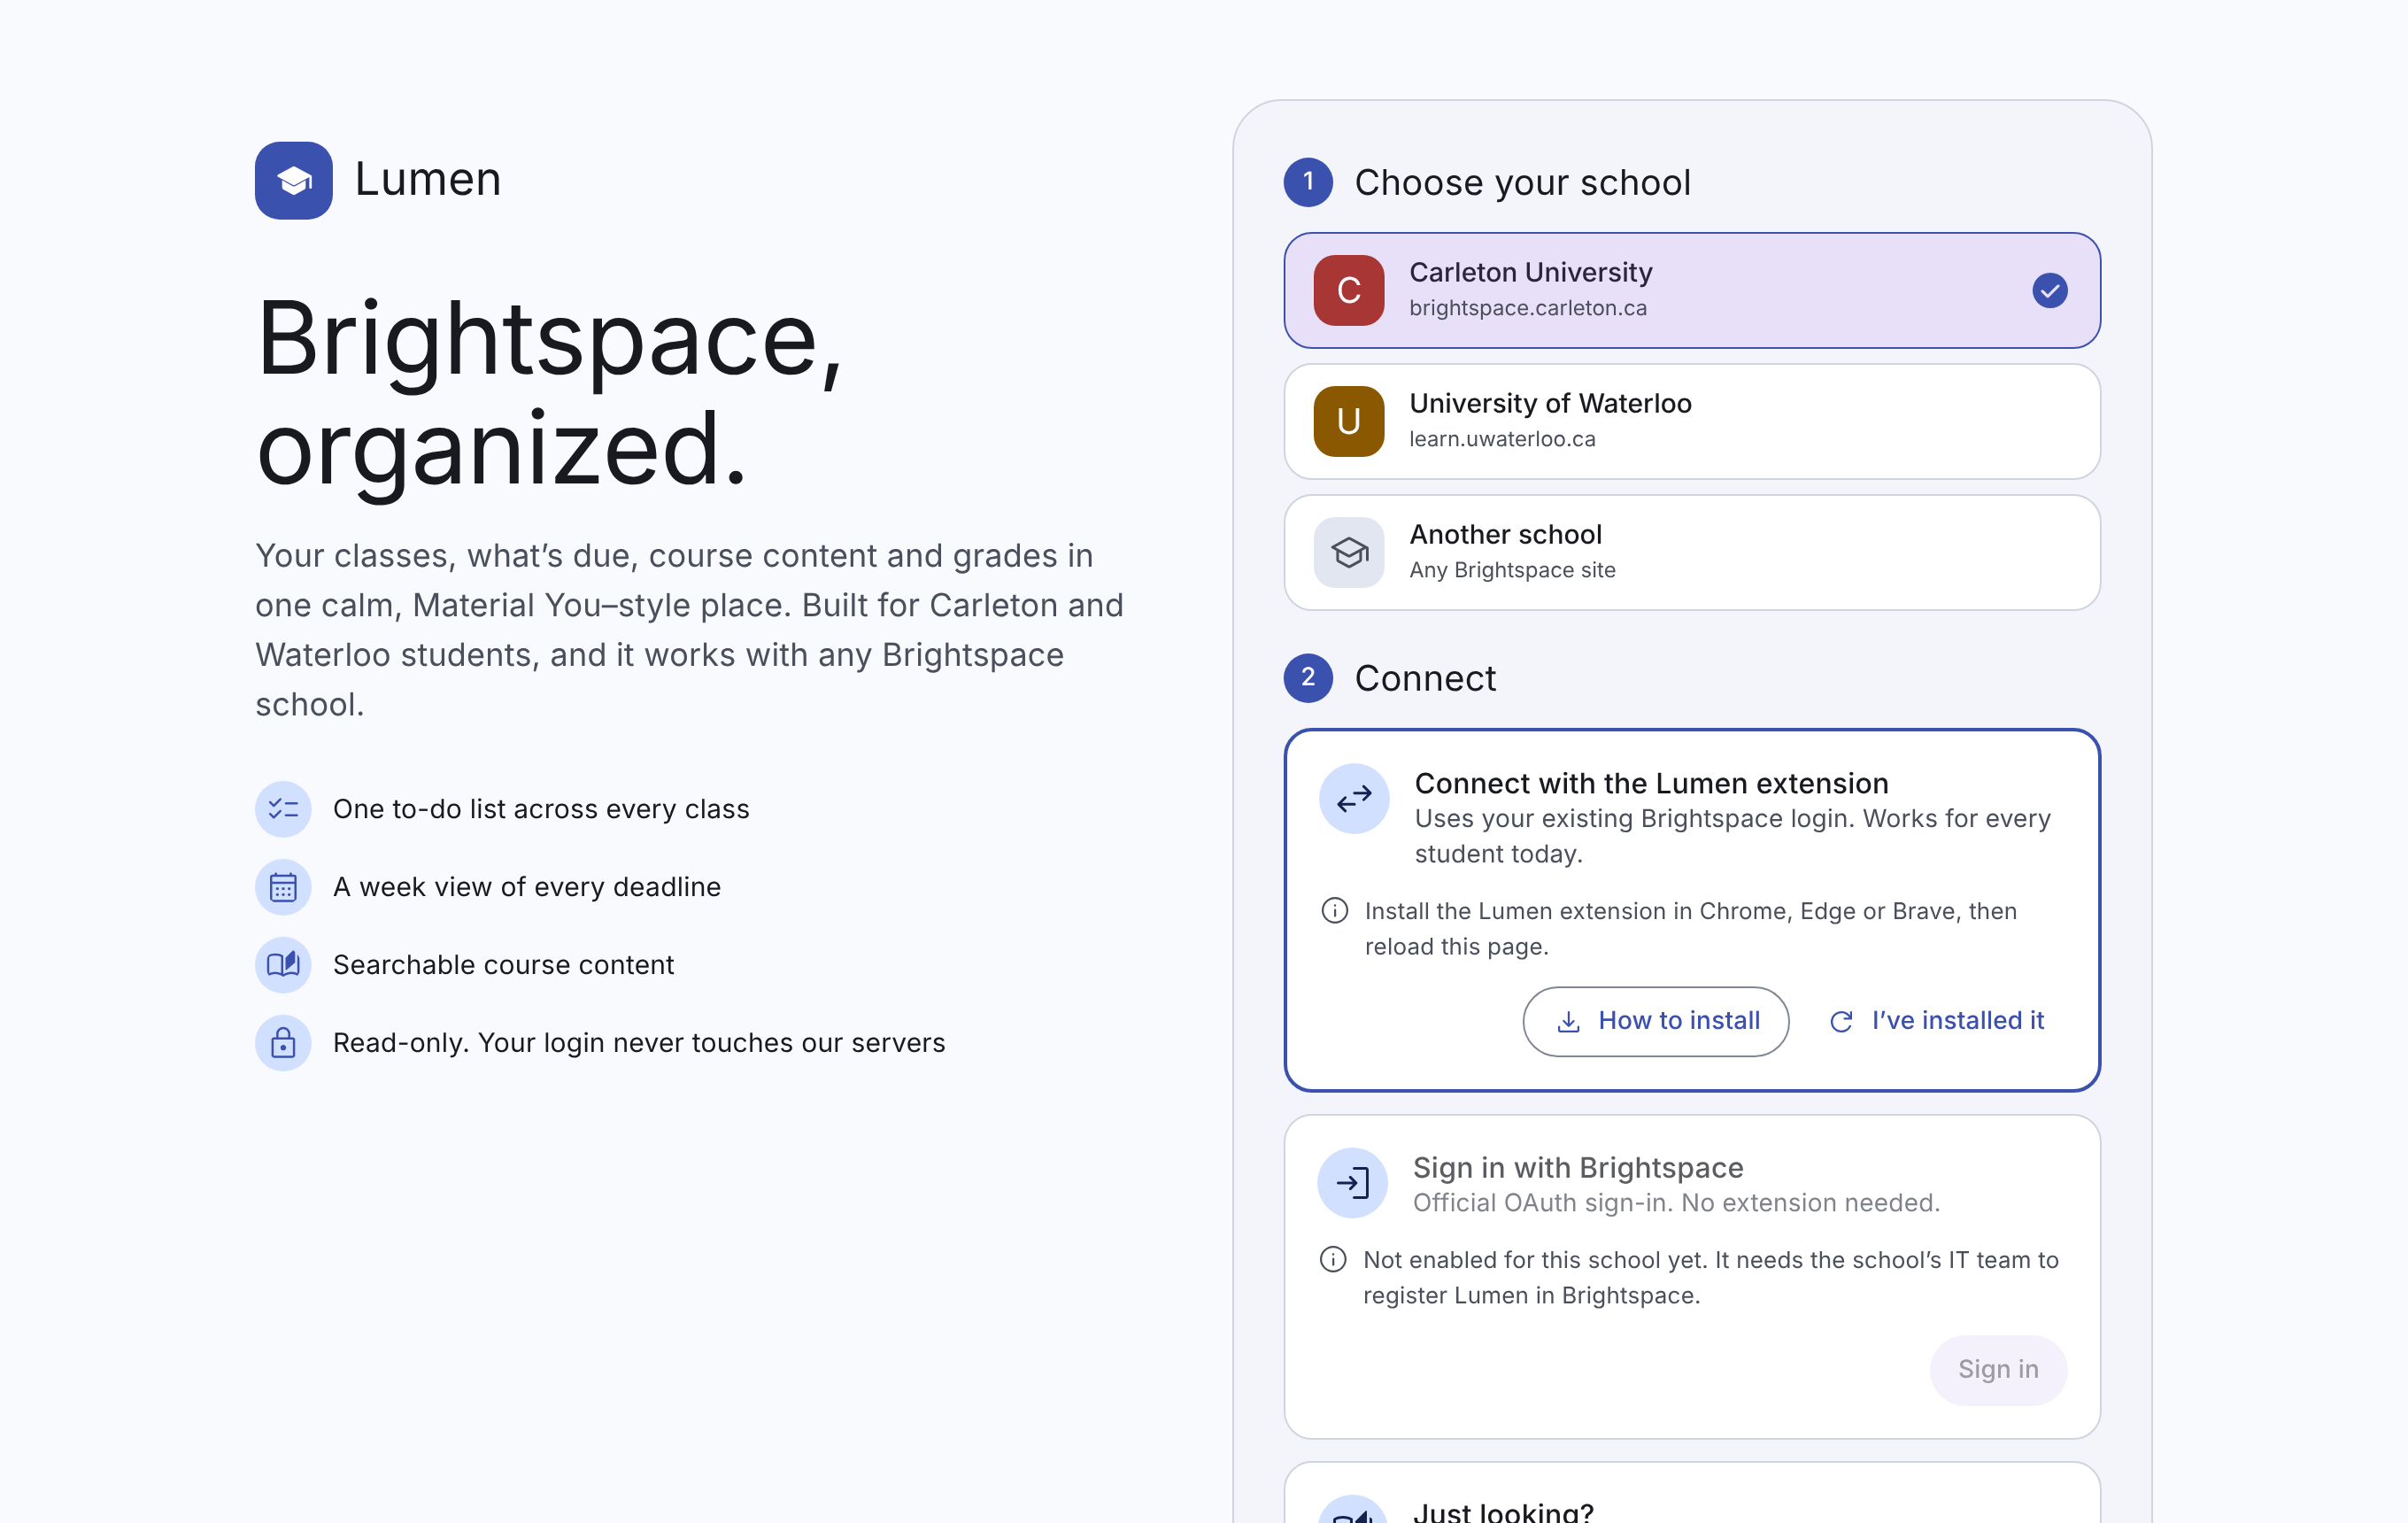 Lumen
Brightspace,
organized.
Your classes, what’s due, course content and grades in
one calm, Material You–style place. Built for Carleton and
Waterloo students, and it works with any Brightspace
school.
One to-do list across every class
A week view of every deadline
Searchable course content
Read-only. Your login never touches our servers
1 Choose your school
C
Carleton University
brightspace.carleton.ca
U
University of Waterloo
learn.uwaterloo.ca
Another school
Any Brightspace site
2 Connect
Connect with the Lumen extension
Uses your existing Brightspace login. Works for every
student today.
Install the Lumen extension in Chrome, Edge or Brave, then
reload this page.
How to install
I’ve installed it
Sign in with Brightspace
Official OAuth sign-in. No extension needed.
Not enabled for this school yet. It needs the school’s IT team to
register Lumen in Brightspace.
Sign in
Just looking?